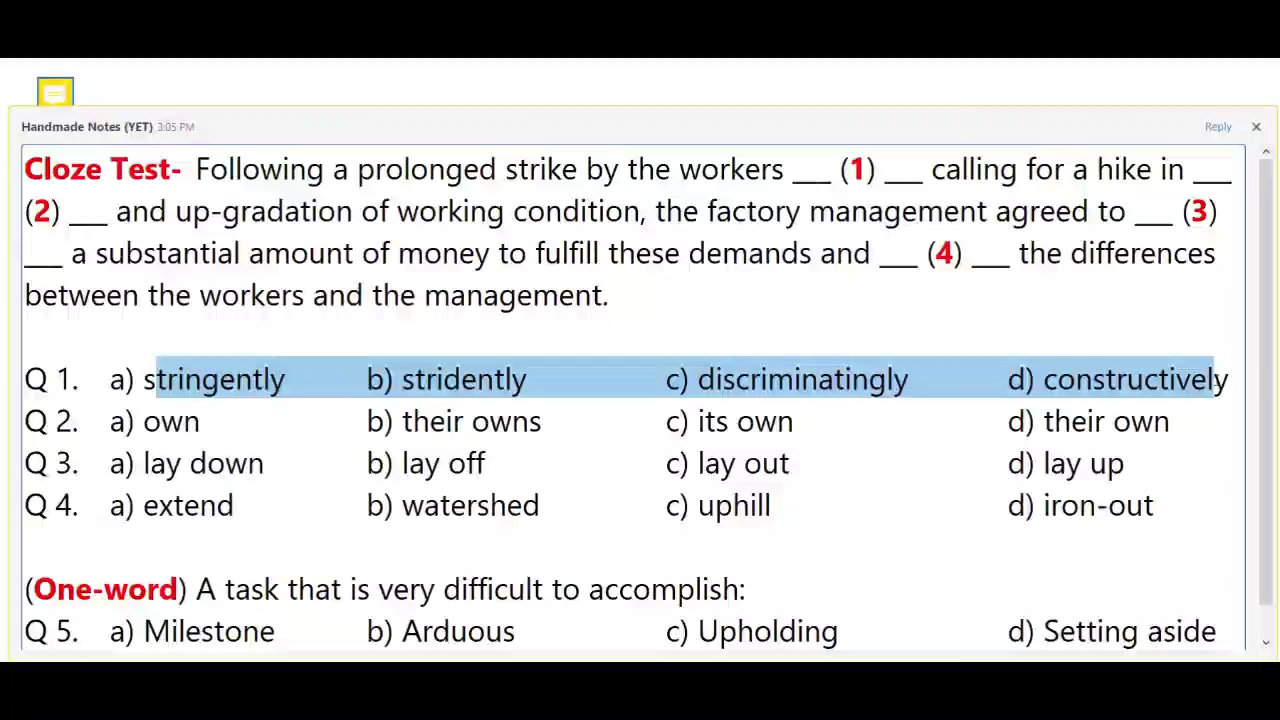 Handmade Notes (YET) 3:05 PM Reply
Cloze Test- Following a prolonged strike by the workers ___ (1) ___ calling for a hike in ___
(2) ___ and up-gradation of working condition, the factory management agreed to ___ (3)
___ a substantial amount of money to fulfill these demands and ___ (4) ___ the differences
between the workers and the management.
Q 1. a) stringently b) stridently c) discriminatingly d) constructively
Q 2. a) own b) their owns c) its own d) their own
Q 3. a) lay down b) lay off c) lay out d) lay up
Q 4. a) extend b) watershed c) uphill d) iron-out
(One-word) A task that is very difficult to accomplish:
Q 5. a) Milestone b) Arduous c) Upholding d) Setting aside